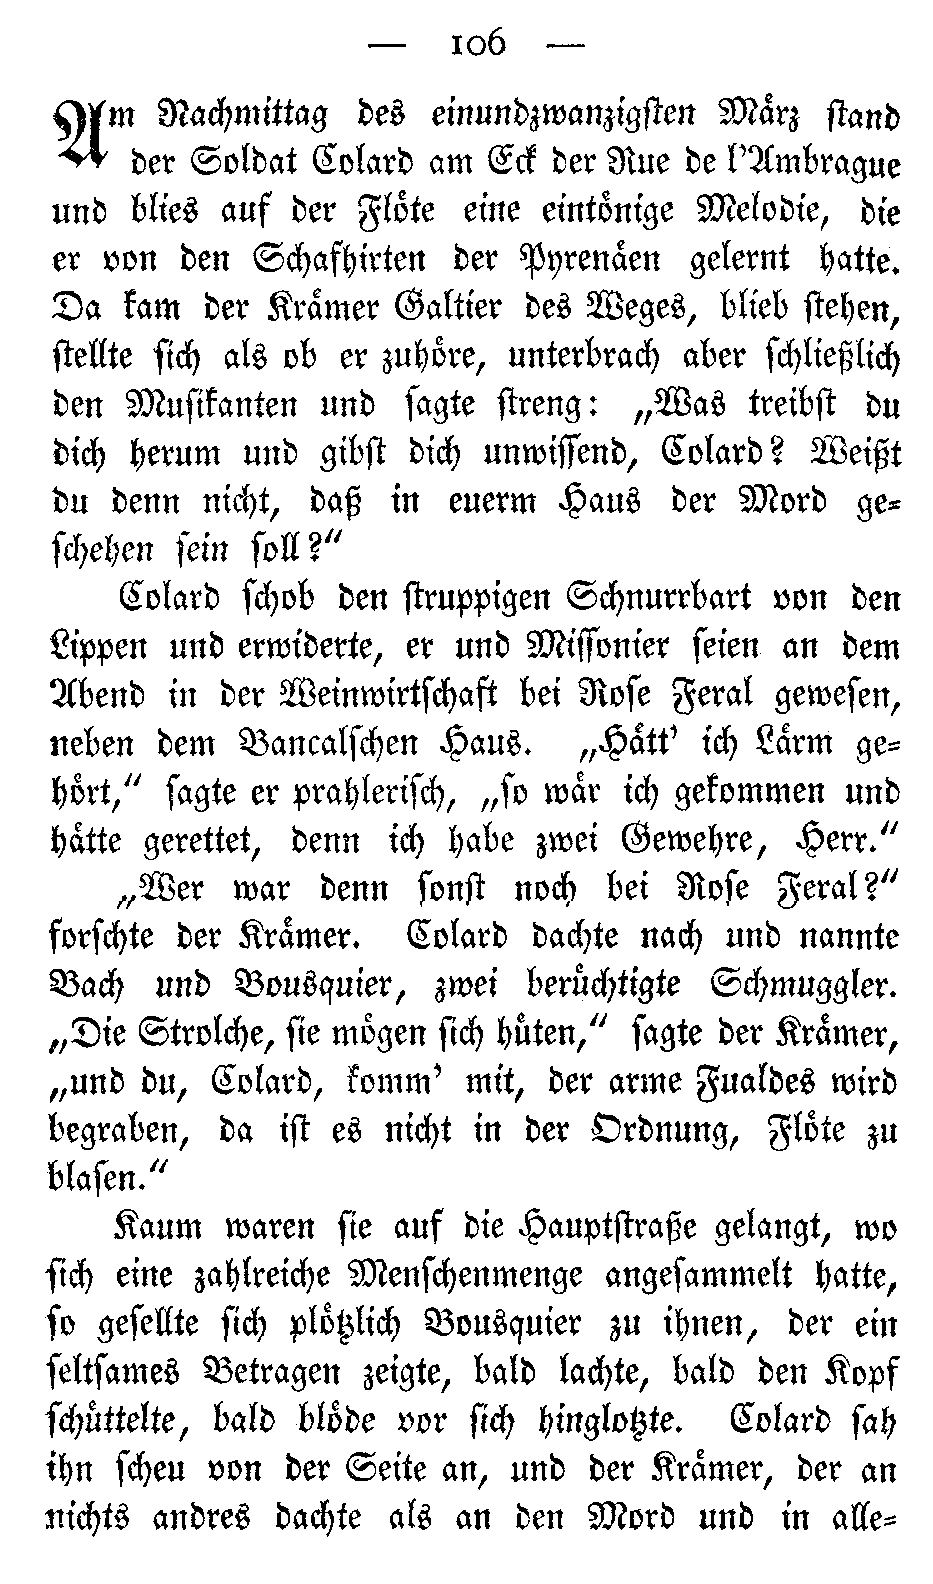 — 106 —
Am Nachmittag des einundzwanzigsten März stand
der Soldat Colard am Eck der Rue de l'Ambrague
und blies auf der Flöte eine eintönige Melodie, die
er von den Schafhirten der Pyrenäen gelernt hatte.
Da kam der Krämer Galtier des Weges, blieb stehen,
stellte sich als ob er zuhöre, unterbrach aber schließlich
den Musikanten und sagte streng: „Was treibst du
dich herum und gibst dich unwissend, Colard? Weißt
du denn nicht, daß in euerm Haus der Mord ge-
schehen sein soll?“
Colard schob den struppigen Schnurrbart von den
Lippen und erwiderte, er und Missonier seien an dem
Abend in der Weinwirtschaft bei Rose Feral gewesen,
neben dem Bancalschen Haus. „Hätt' ich Lärm ge-
hört,“ sagte er prahlerisch, „so wär ich gekommen und
hätte gerettet, denn ich habe zwei Gewehre, Herr.“
„Wer war denn sonst noch bei Rose Feral?“
forschte der Krämer. Colard dachte nach und nannte
Bach und Bousquier, zwei berüchtigte Schmuggler.
„Die Strolche, sie mögen sich hüten,“ sagte der Krämer,
„und du, Colard, komm' mit, der arme Fualdes wird
begraben, da ist es nicht in der Ordnung, Flöte zu
blasen.“
Kaum waren sie auf die Hauptstraße gelangt, wo
sich eine zahlreiche Menschenmenge angesammelt hatte,
so gesellte sich plötzlich Bousquier zu ihnen, der ein
seltsames Betragen zeigte, bald lachte, bald den Kopf
schüttelte, bald blöde vor sich hinglotzte. Colard sah
ihn scheu von der Seite an, und der Krämer, der an
nichts andres dachte als an den Mord und in alle-